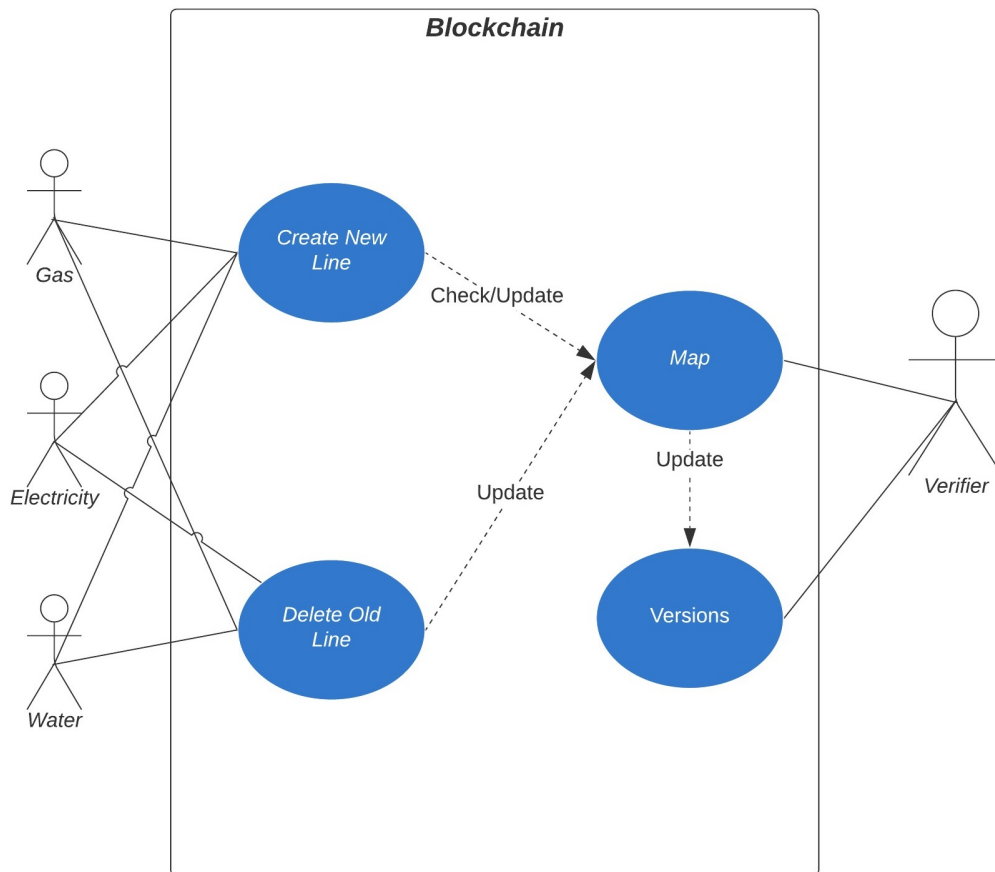 Blockchain
Gas
Create New
Line
Check/Update
Map
Electricity
Update
Update
Verifier
Water
Delete Old
Line
Versions